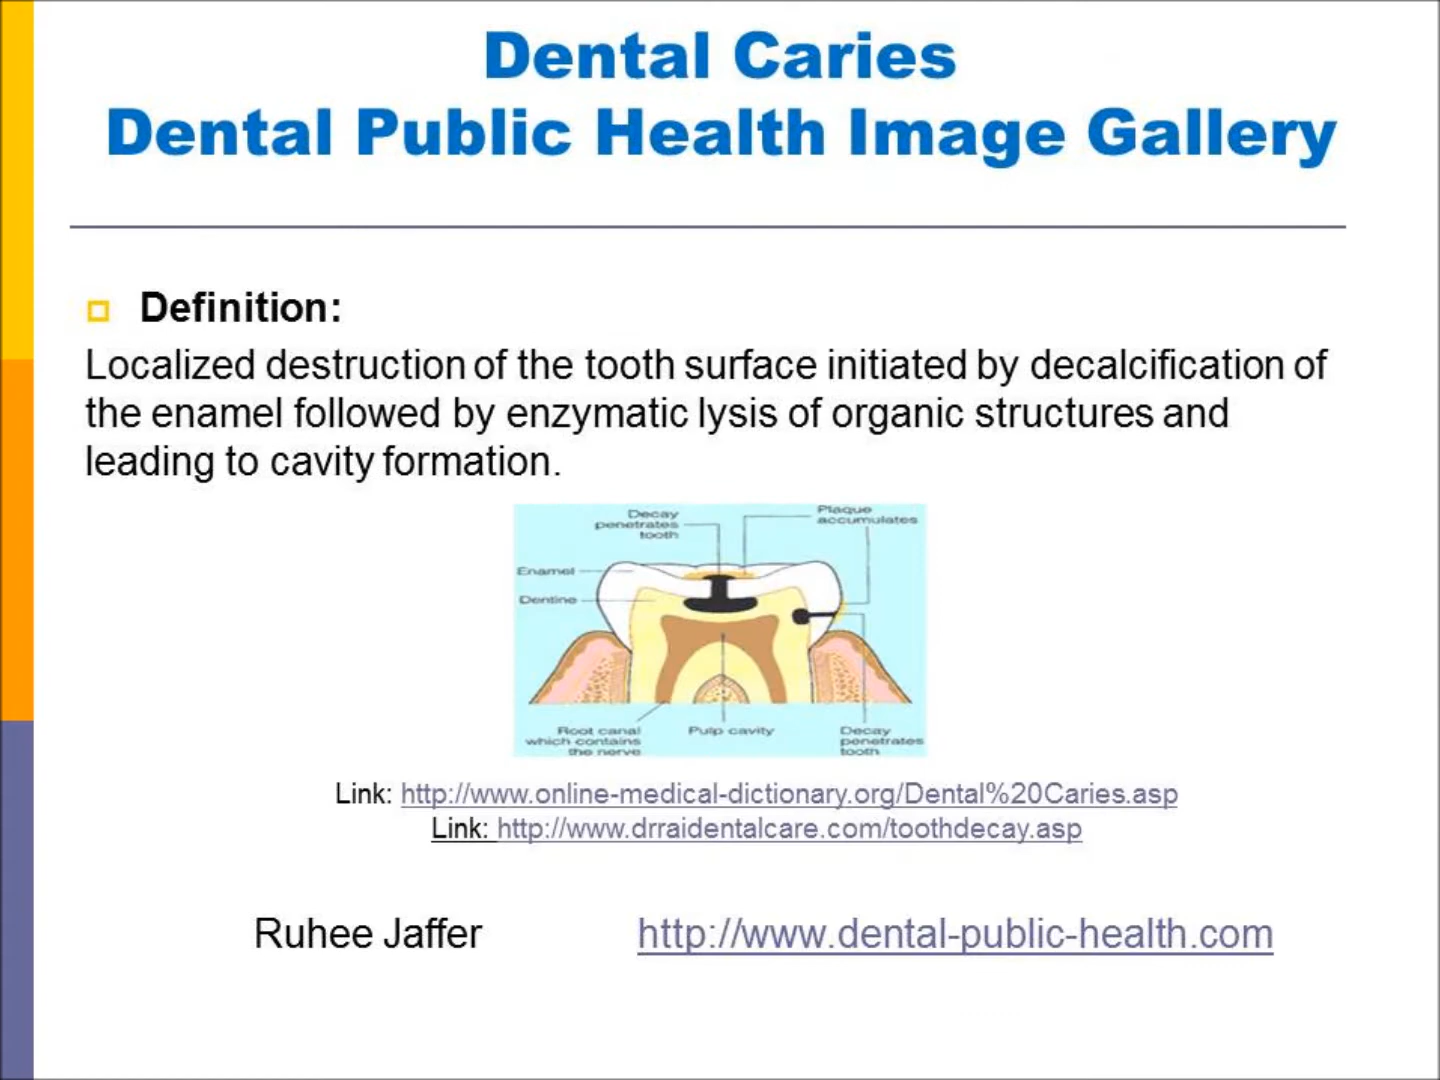 Dental Caries
Dental Public Health Image Gallery
Definition:
Localized destruction of the tooth surface initiated by decalcification of
the enamel followed by enzymatic lysis of organic structures and
leading to cavity formation.
Decay
penetrates
tooth
Plaque
accumulates
Enamel
Dentine
Root canal
which contains
the nerve
Pulp cavity
Decay
penetrates
tooth
Link: http://www.online-medical-dictionary.org/Dental%20Caries.asp
Link: http://www.drraidentalcare.com/toothdecay.asp
Ruhee Jaffer http://www.dental-public-health.com